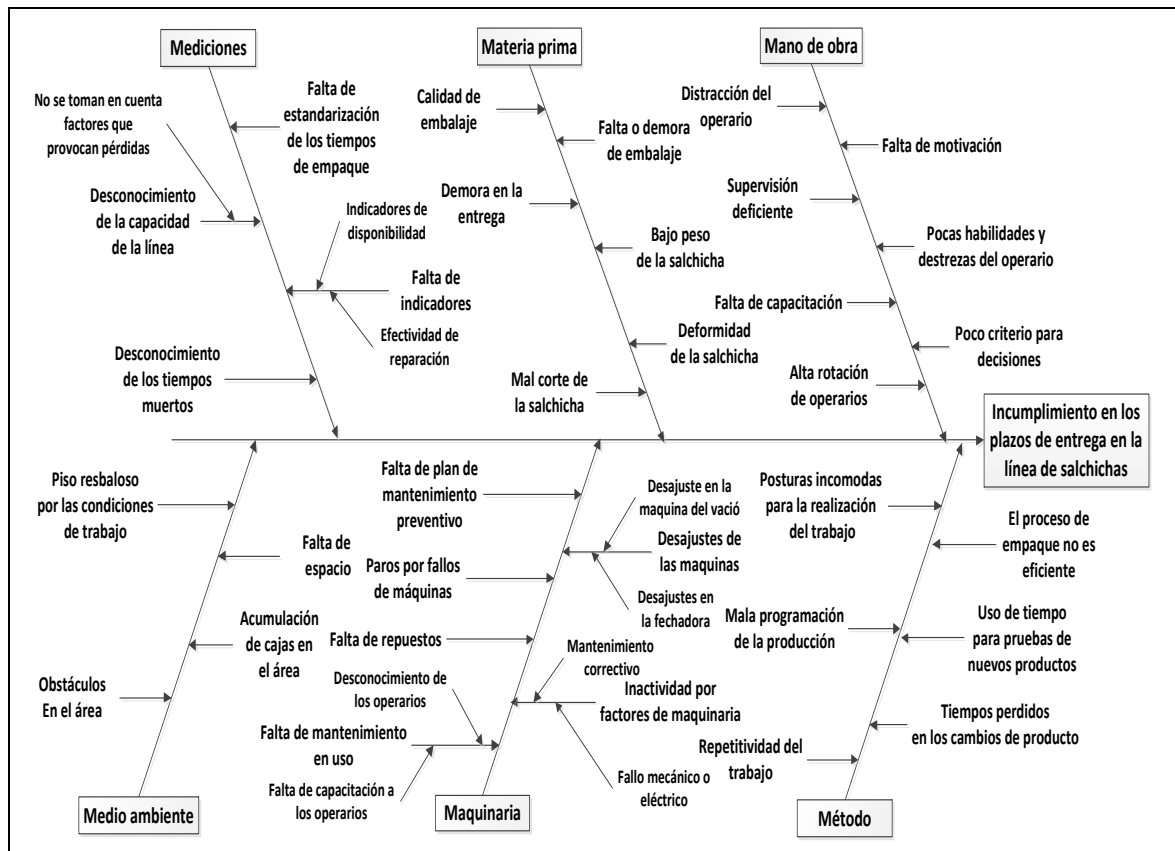 Mediciones
Materia prima
Mano de obra
No se toman en cuenta
factores que
provocan pérdidas
Falta de
estandarización
de los tiempos
de empaque
Desconocimiento
de la capacidad
de la línea
Indicadores de
disponibilidad
Falta de
indicadores
Efectividad de
reparación
Desconocimiento
de los tiempos
muertos
Calidad de
embalaje
Falta o demora
de embalaje
Demora en la
entrega
Bajo peso
de la salchicha
Deformidad
de la salchicha
Mal corte de
la salchicha
Distracción del
operario
Falta de motivación
Supervisión
deficiente
Pocas habilidades y
destrezas del operario
Falta de capacitación
Poco criterio para
decisiones
Alta rotación
de operarios
Incumplimiento en los
plazos de entrega en la
línea de salchichas
Piso resbaloso
por las condiciones
de trabajo
Falta de
espacio
Acumulación
de cajas en
el área
Obstáculos
En el área
Falta de plan de
mantenimiento
preventivo
Desajuste en la
maquina del vació
Desajustes de
las maquinas
Desajustes en
la fechadora
Paros por fallos
de máquinas
Falta de repuestos
Mantenimiento
correctivo
Inactividad por
factores de maquinaria
Fallo mecánico o
eléctrico
Desconocimiento de
los operarios
Falta de mantenimiento
en uso
Falta de capacitación a
los operarios
Posturas incomodas
para la realización
del trabajo
El proceso de
empaque no es
eficiente
Mala programación
de la producción
Uso de tiempo
para pruebas de
nuevos productos
Tiempos perdidos
en los cambios de producto
Repetitividad del
trabajo
Medio ambiente
Maquinaria
Método